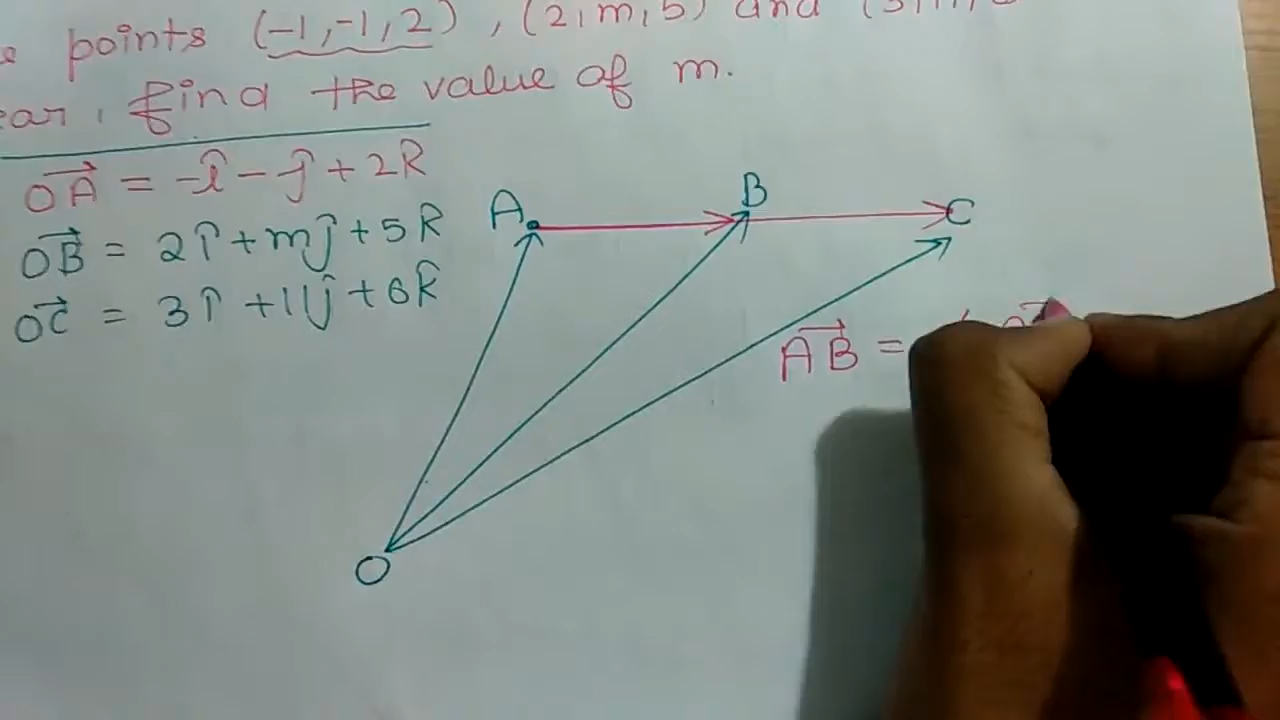 points (-1,-1,2), (2,m,5) and
find the value of m.
OA = -î - ĵ + 2k̂
OB = 2î + mĵ + 5k̂
OC = 3î + 11ĵ + 6k̂
A
B
C
AB =
O